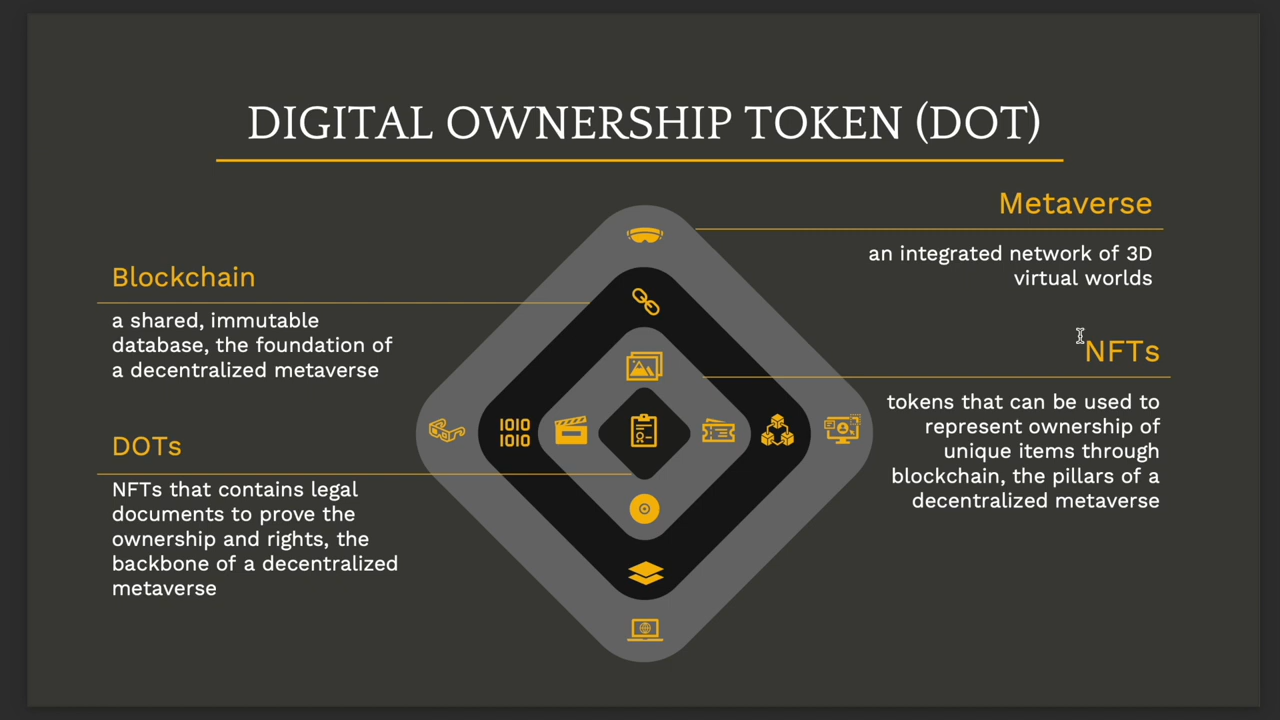 DIGITAL OWNERSHIP TOKEN (DOT)
Metaverse
an integrated network of 3D
virtual worlds
Blockchain
a shared, immutable
database, the foundation of
a decentralized metaverse
NFTs
tokens that can be used to
represent ownership of
unique items through
blockchain, the pillars of a
decentralized metaverse
DOTs
NFTs that contains legal
documents to prove the
ownership and rights, the
backbone of a decentralized
metaverse
1010
1010